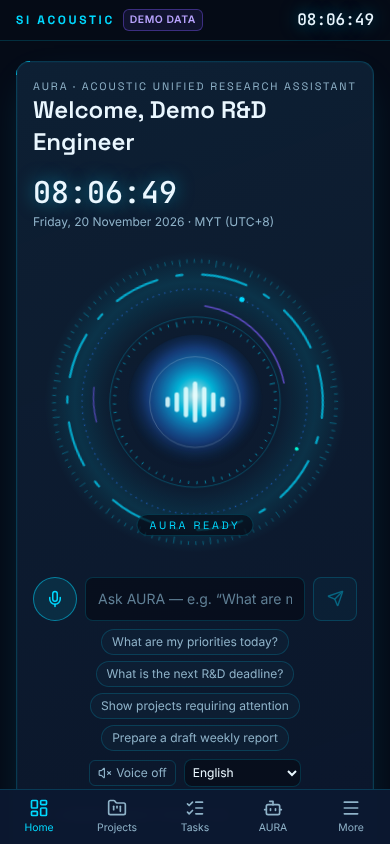 SI ACOUSTIC DEMO DATA 08:06:49
AURA · ACOUSTIC UNIFIED RESEARCH ASSISTANT
Welcome, Demo R&D
Engineer
08:06:49
Friday, 20 November 2026 · MYT (UTC+8)
AURA READY
Ask AURA — e.g. “What are n
What are my priorities today?
What is the next R&D deadline?
Show projects requiring attention
Prepare a draft weekly report
Voice off English
Home Projects Tasks AURA More